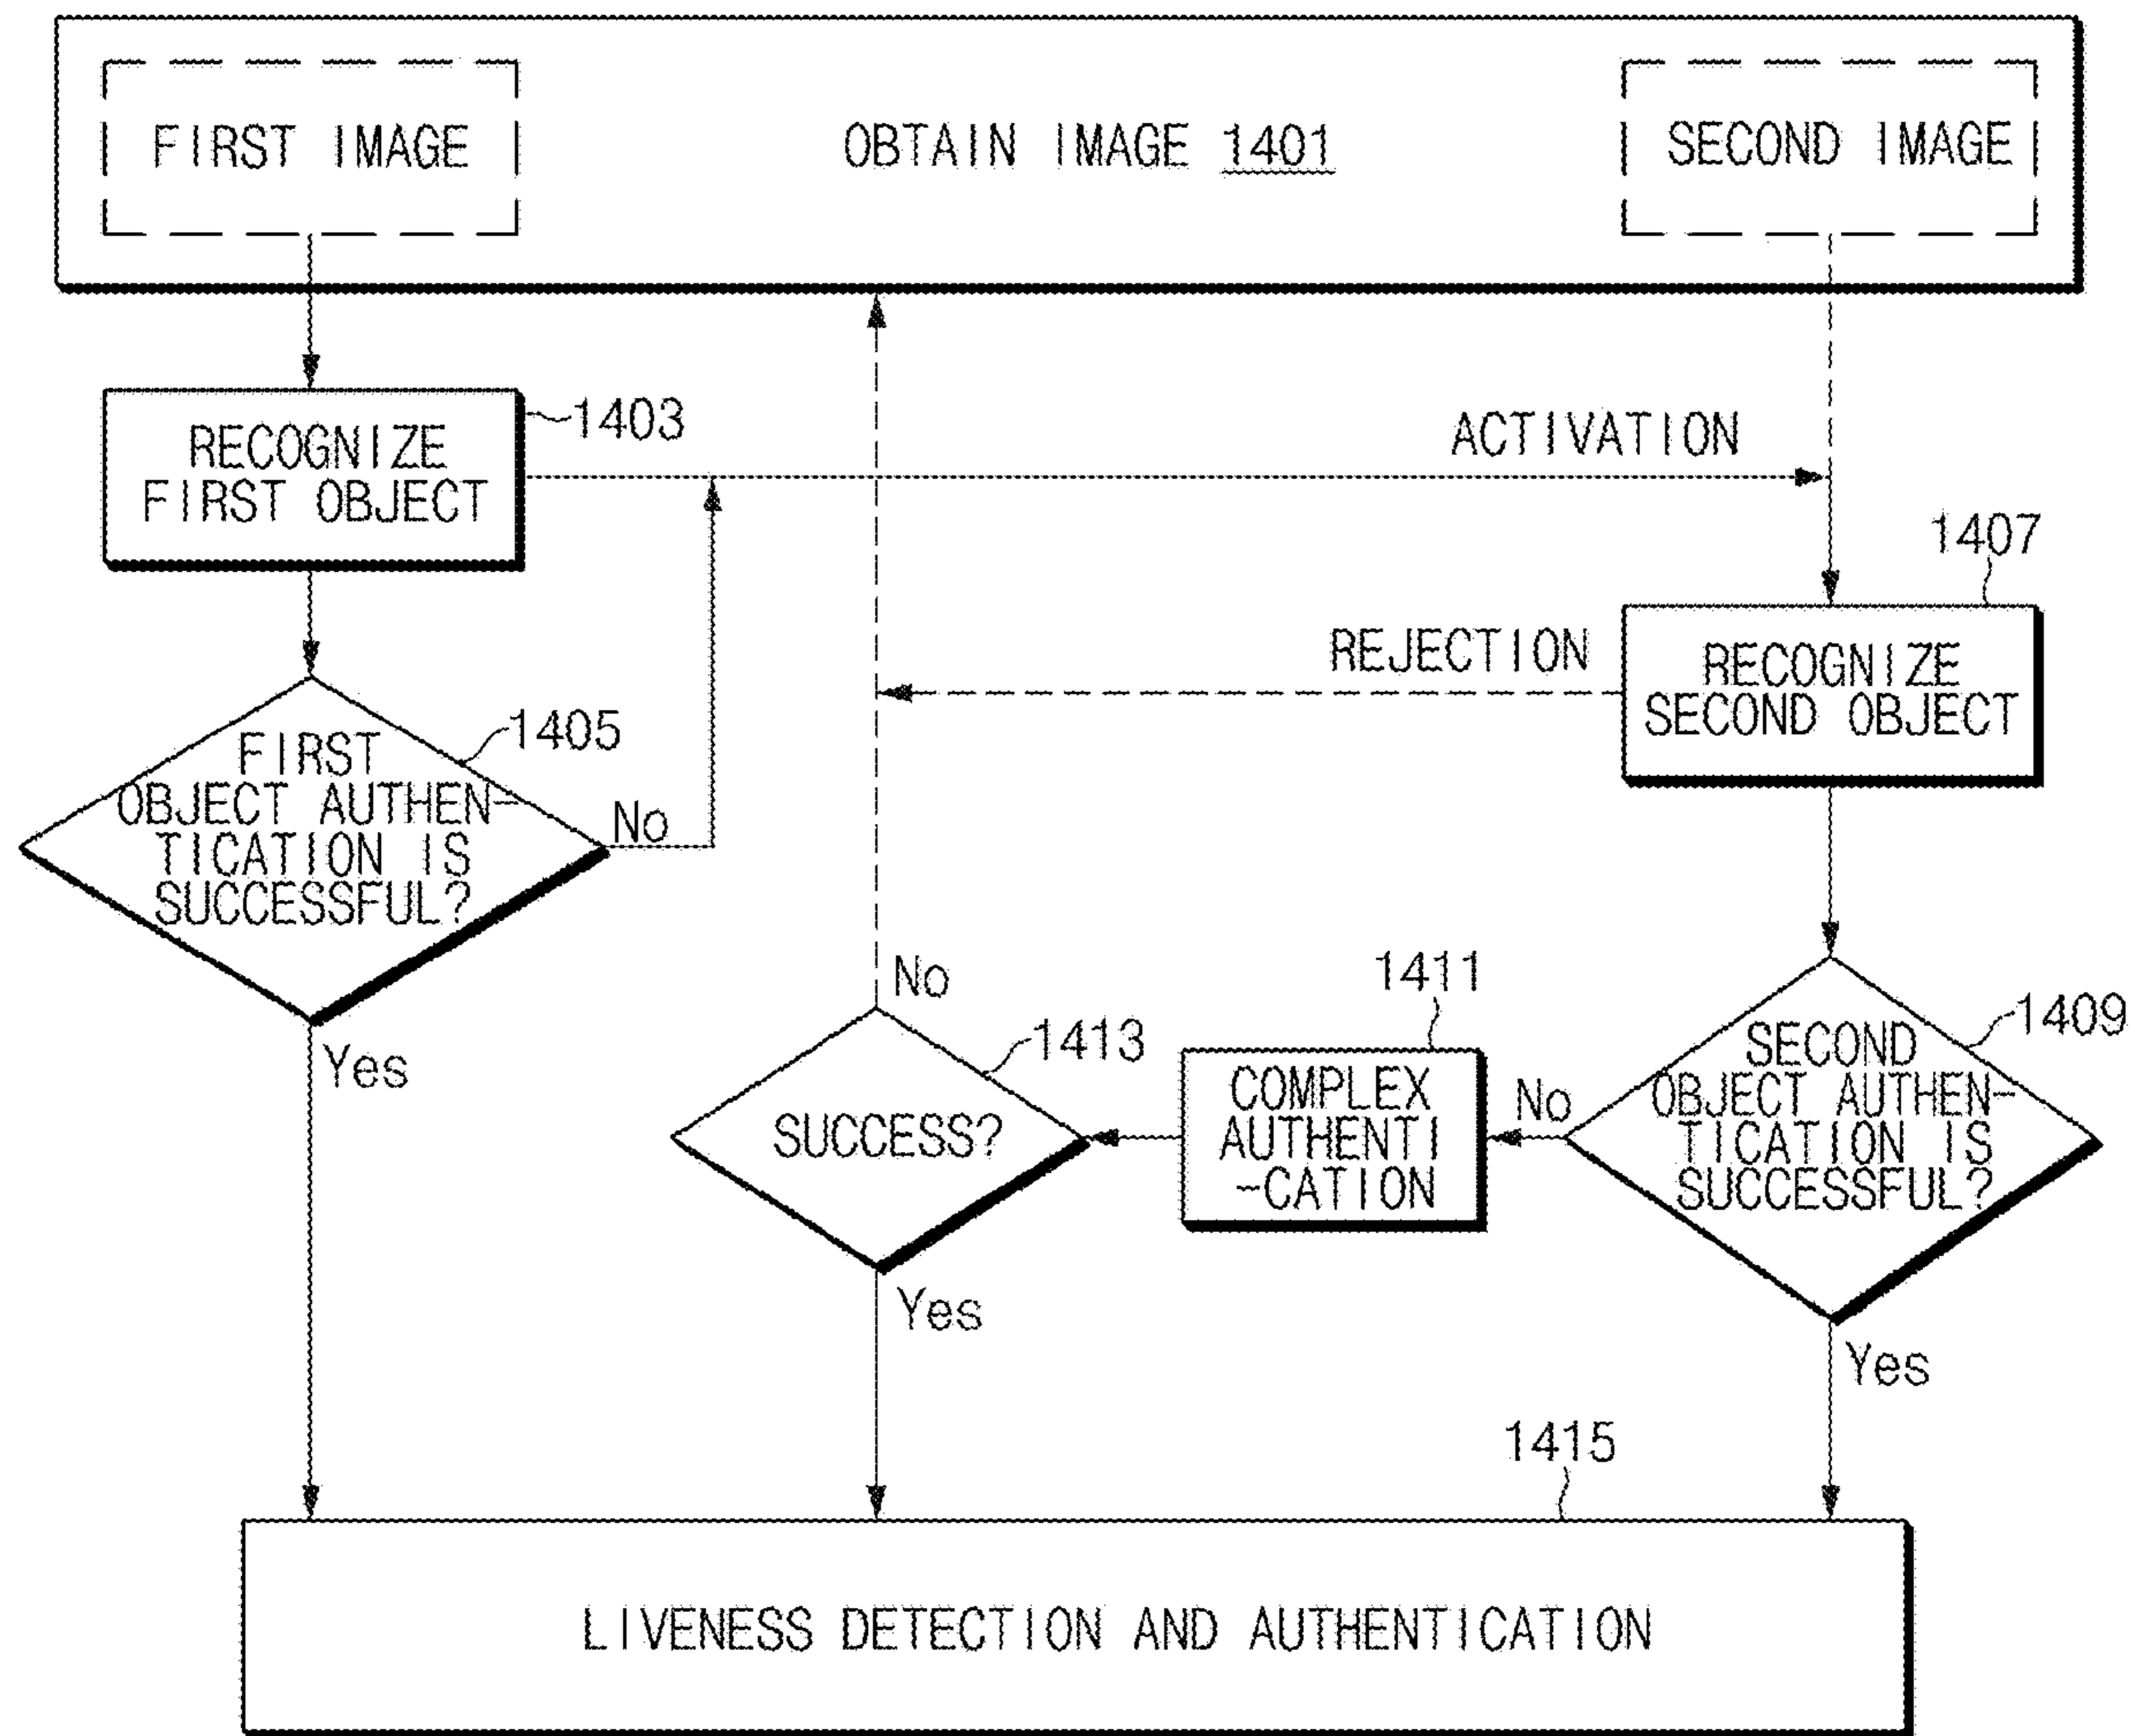 FIRST IMAGE
OBTAIN IMAGE 1401
SECOND IMAGE
RECOGNIZE
FIRST OBJECT
1403
ACTIVATION
1407
REJECTION
RECOGNIZE
SECOND OBJECT
1405
FIRST
OBJECT AUTHEN-
TICATION IS
SUCCESSFUL?
No
Yes
No
1413
SUCCESS?
Yes
1411
COMPLEX
AUTHENTI
-CATION
No
1409
SECOND
OBJECT AUTHEN-
TICATION IS
SUCCESSFUL?
Yes
1415
LIVENESS DETECTION AND AUTHENTICATION